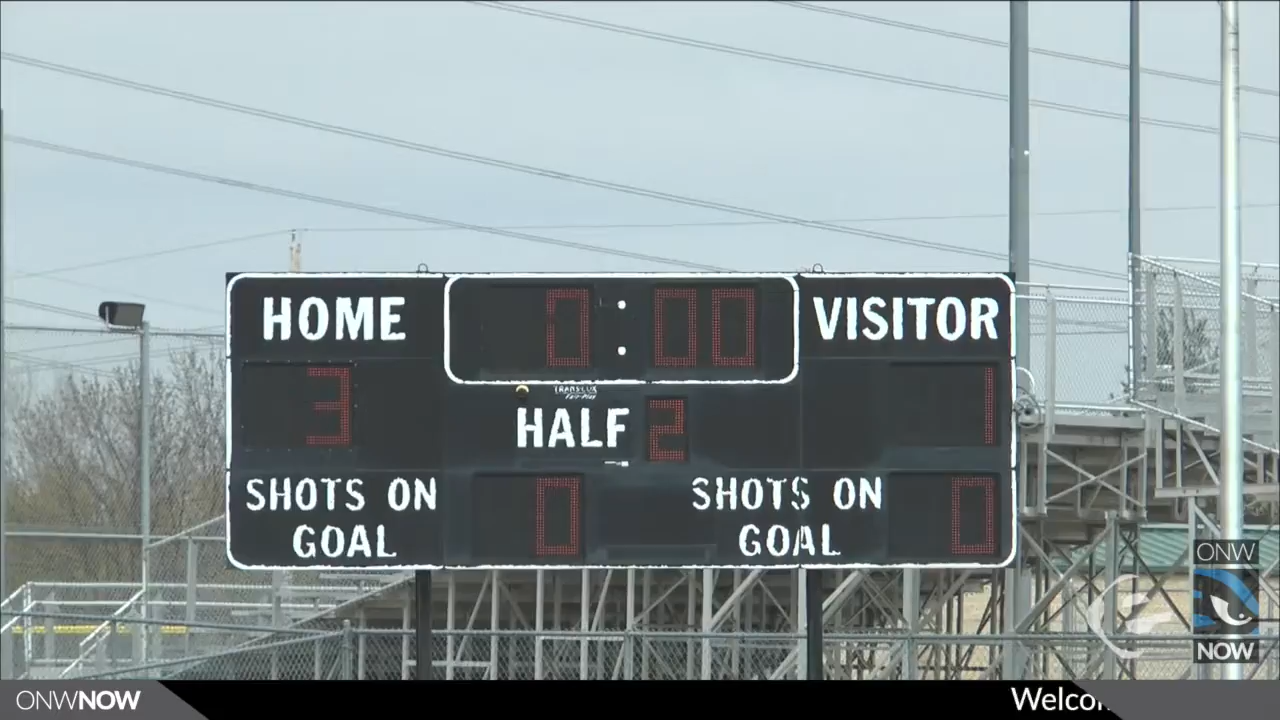 HOME 0:00 VISITOR
3 1
HALF 2
SHOTS ON
GOAL
0
SHOTS ON
GOAL
0
ONW
NOW
ONWNOW
Welcom